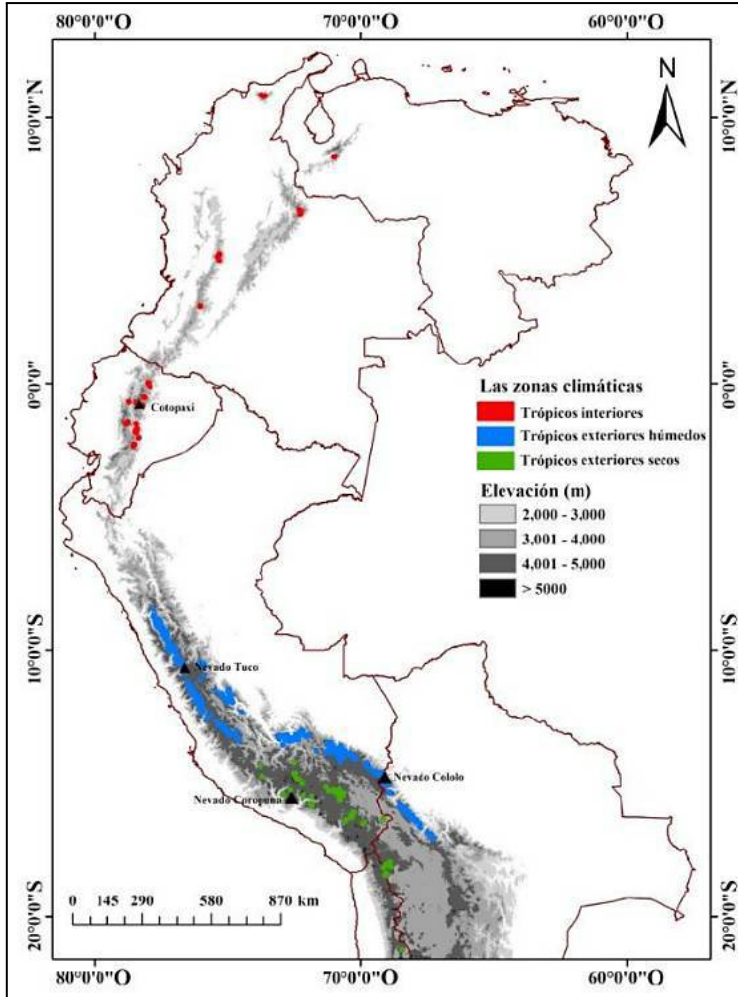 80°0'0"O 70°0'0"O 60°0'0"O
N
10°0'0"N 10°0'0"N
Las zonas climáticas
0°0'0" 0°0'0"
Trópicos interiores
Cotopaxi
Trópicos exteriores húmedos
Trópicos exteriores secos
Elevación (m)
2,000 - 3,000
3,001 - 4,000
4,001 - 5,000
> 5000
10°0'0"S 10°0'0"S
Nevado Tuco
Nevado Cololo
Nevado Coropuna
0 145 290 580 870 km
20°0'0"S 20°0'0"S
80°0'0"O 70°0'0"O 60°0'0"O